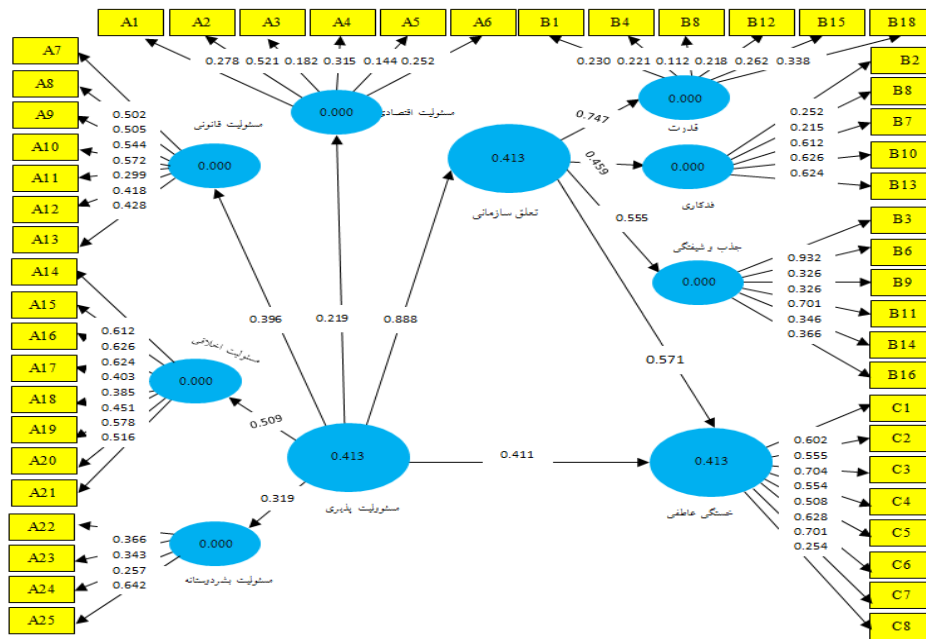 A1 A2 A3 A4 A5 A6 B1 B4 B8 B12 B15 B18
0.278 0.521 0.182 0.315 0.144 0.252
0.230 0.221 0.112 0.218 0.262 0.338
A7
A8
A9
A10
A11
A12
A13
0.502
0.505
0.544
0.572
0.299
0.418
0.428
مسئولیت قانونی
0.000
0.000
مسئولیت اقتصادی
0.747
0.000
قدرت
B2
B8
B7
B10
B13
0.252
0.215
0.612
0.626
0.624
0.413
تعلق سازمانی
0.459
0.000
فدکاری
0.555
جذب و شیفتگی
0.000
B3
B6
B9
B11
B14
B16
0.932
0.326
0.326
0.701
0.346
0.366
A14
A15
A16
A17
A18
A19
A20
A21
0.612
0.626
0.624
0.403
0.385
0.451
0.578
0.516
مسئولیت اخلاقی
0.000
0.396
0.219
0.888
0.571
0.509
0.413
مسئورلیت پذیری
0.411
0.413
خستگی عاطفی
C1
C2
C3
C4
C5
C6
C7
C8
0.602
0.555
0.704
0.554
0.508
0.628
0.701
0.254
0.319
A22
A23
A24
A25
0.366
0.343
0.257
0.642
0.000
مسئولیت بشردوستانه